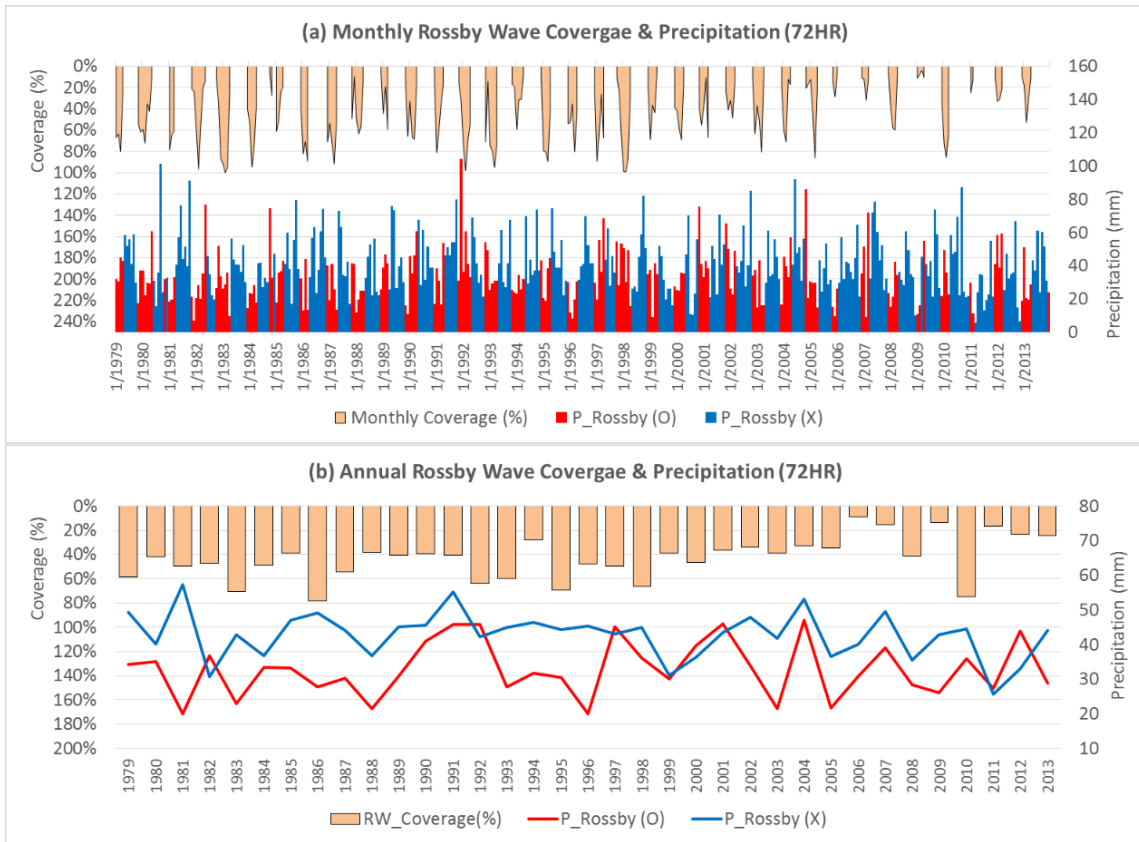 (a) Monthly Rossby Wave Covergae & Precipitation (72HR)
0% 160
20% 140
40% 120
60%
80% 100
100%
120% 80
140%
160% 60
180% 40
200%
220% 20
240% 0
Coverage (%)
Precipitation (mm)
1/1979 1/1980 1/1981 1/1982 1/1983 1/1984 1/1985 1/1986 1/1987 1/1988 1/1989 1/1990 1/1991 1/1992 1/1993 1/1994 1/1995 1/1996 1/1997 1/1998 1/1999 1/2000 1/2001 1/2002 1/2003 1/2004 1/2005 1/2006 1/2007 1/2008 1/2009 1/2010 1/2011 1/2012 1/2013
Monthly Coverage (%) P_Rossby (O) P_Rossby (X)
(b) Annual Rossby Wave Covergae & Precipitation (72HR)
0% 80
20% 70
40%
60% 60
80% 50
100%
120% 40
140% 30
160%
180% 20
200% 10
Coverage (%)
Precipitation (mm)
1979 1980 1981 1982 1983 1984 1985 1986 1987 1988 1989 1990 1991 1992 1993 1994 1995 1996 1997 1998 1999 2000 2001 2002 2003 2004 2005 2006 2007 2008 2009 2010 2011 2012 2013
RW_Coverage(%) P_Rossby (O) P_Rossby (X)